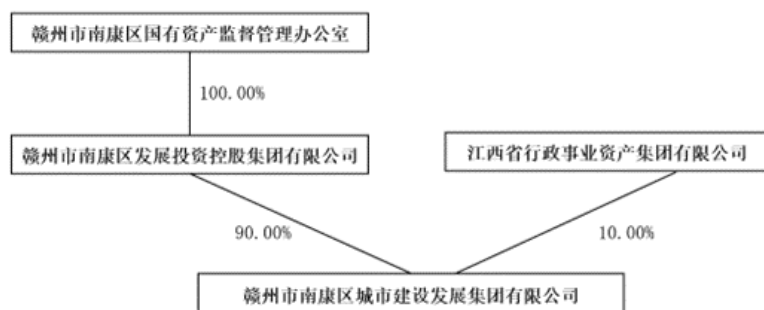 赣州市南康区国有资产监督管理办公室
100.00%
赣州市南康区发展投资控股集团有限公司
江西省行政事业资产集团有限公司
90.00%
10.00%
赣州市南康区城市建设发展集团有限公司